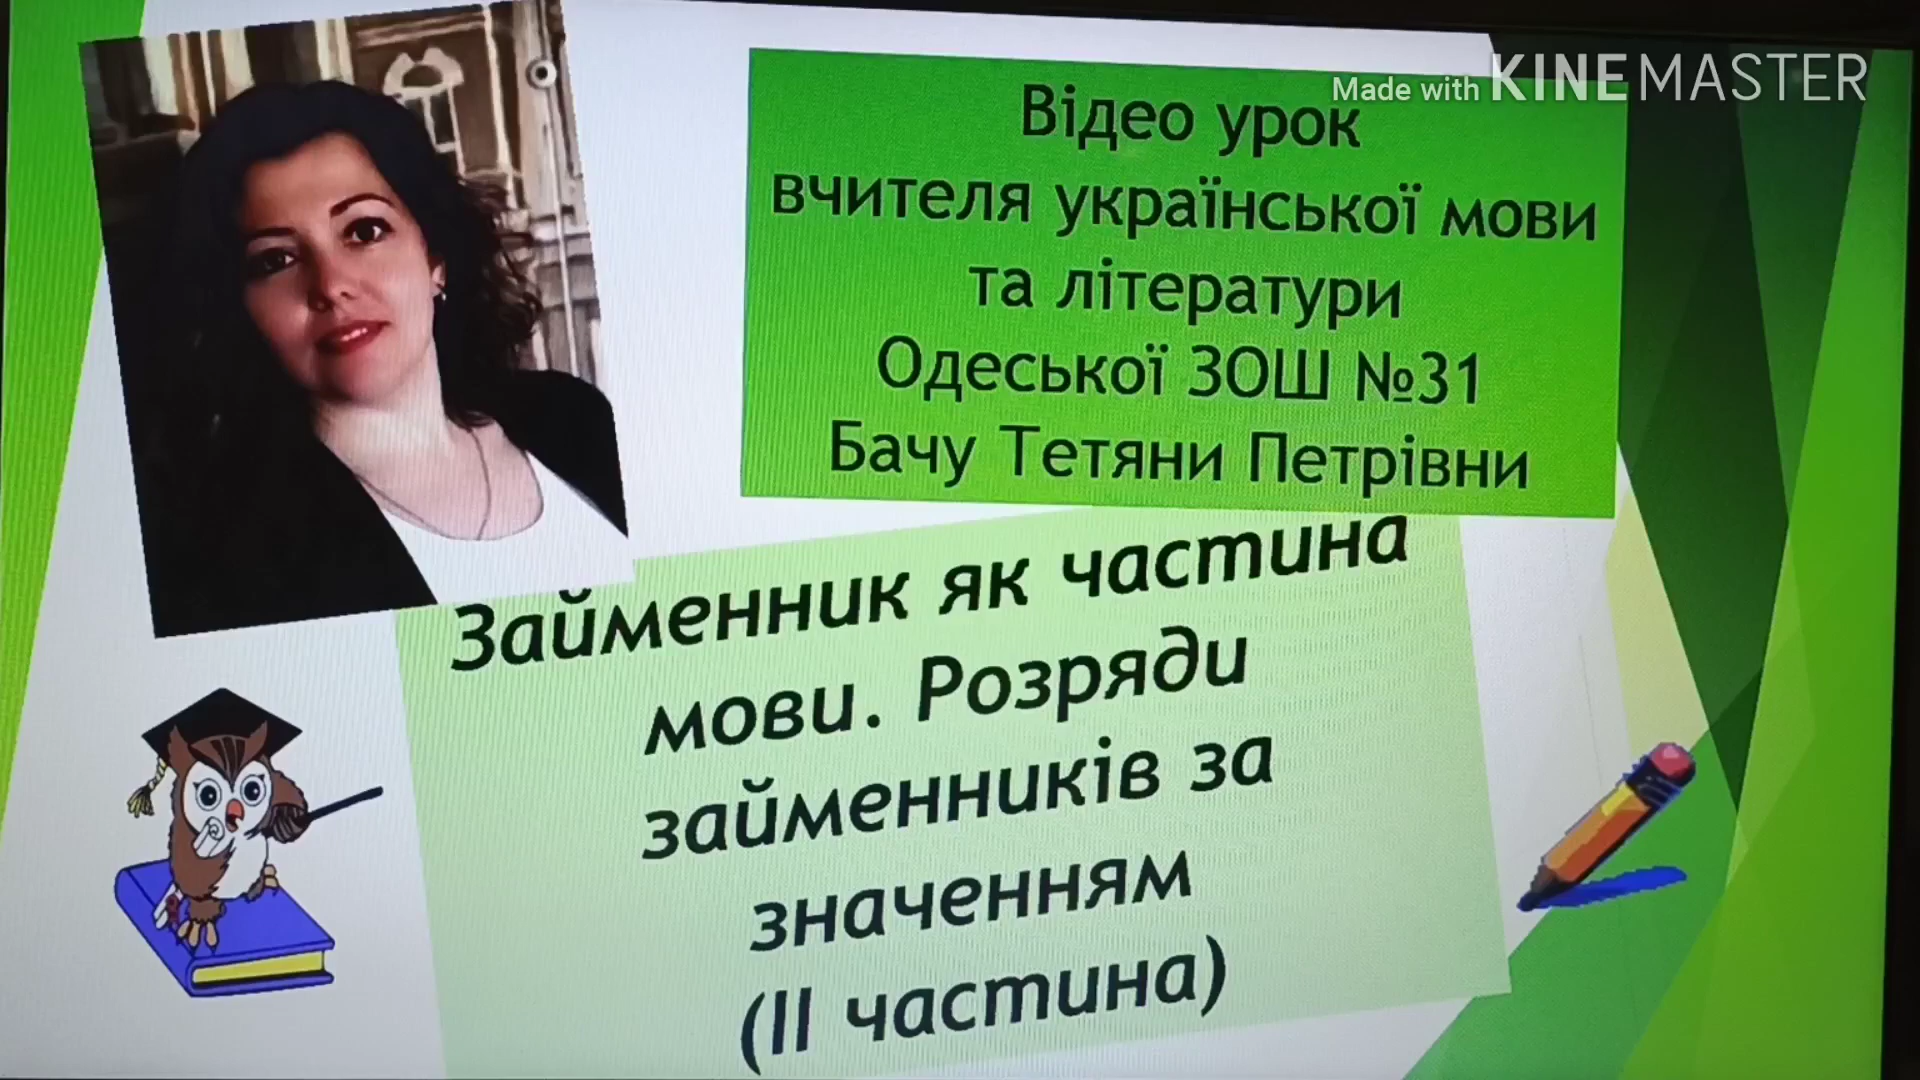 Made with KINEMASTER
Відео урок
вчителя української мови
та літератури
Одеської ЗОШ №31
Бачу Тетяни Петрівни
Займенник як частина
мови. Розряди
займенників за
значенням
(II частина)